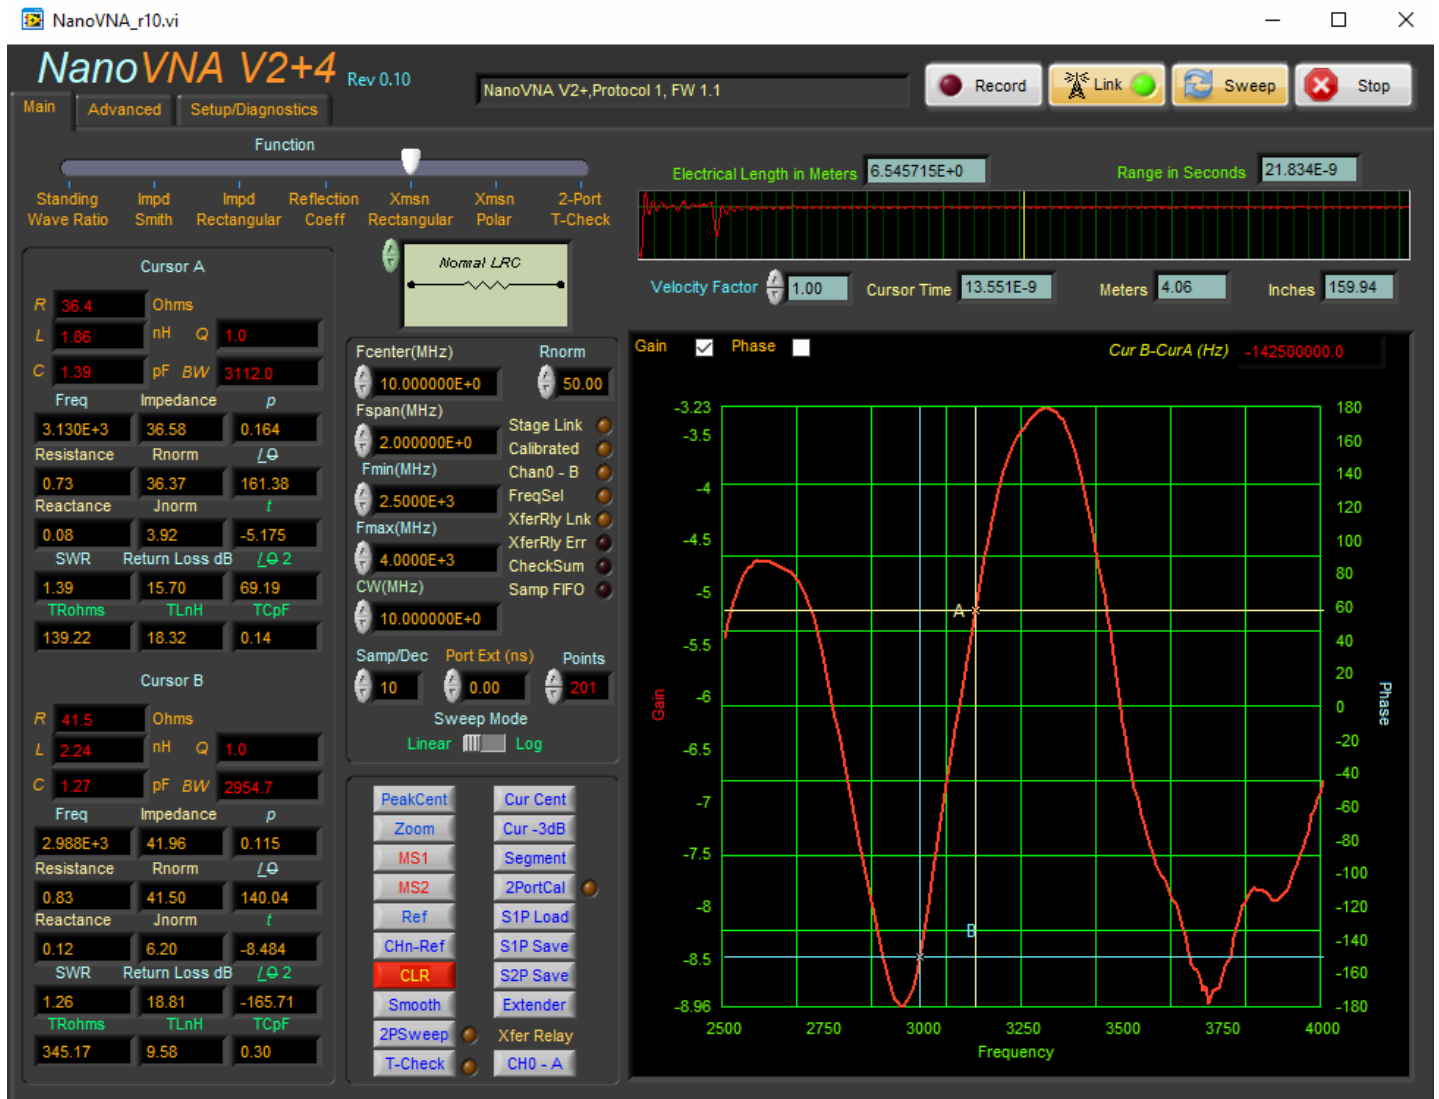 NanoVNA_r10.vi
NanoVNA V2+4 Rev 0.10
NanoVNA V2+,Protocol 1, FW 1.1
Record Link Sweep Stop
Main Advanced Setup/Diagnostics
Function
Standing Wave Ratio
Impd Smith
Impd Rectangular
Reflection Coeff
Xmsn Rectangular
Xmsn Polar
2-Port T-Check
Electrical Length in Meters 6.545715E+0
Range in Seconds 21.834E-9
Velocity Factor 1.00 Cursor Time 13.551E-9 Meters 4.06 Inches 159.94
Cursor A
R 36.4 Ohms
L 1.86 nH Q 1.0
C 1.39 pF BW 3112.0
Freq Impedance p
3.130E+3 36.58 0.164
Resistance Rnorm /Θ
0.73 36.37 161.38
Reactance Jnorm t
0.08 3.92 -5.175
SWR Return Loss dB /Θ 2
1.39 15.70 69.19
TRohms TLnH TCpF
139.22 18.32 0.14
Cursor B
R 41.5 Ohms
L 2.24 nH Q 1.0
C 1.27 pF BW 2954.7
Freq Impedance p
2.988E+3 41.96 0.115
Resistance Rnorm /Θ
0.83 41.50 140.04
Reactance Jnorm t
0.12 6.20 -8.484
SWR Return Loss dB /Θ 2
1.26 18.81 -165.71
TRohms TLnH TCpF
345.17 9.58 0.30
Normal LRC
Fcenter(MHz) Rnorm
10.000000E+0 50.00
Fspan(MHz)
2.000000E+0
Fmin(MHz)
2.5000E+3
Fmax(MHz)
4.0000E+3
CW(MHz)
10.000000E+0
Stage Link
Calibrated
Chan0 - B
FreqSel
XferRly Lnk
XferRly Err
CheckSum
Samp FIFO
Samp/Dec Port Ext (ns) Points
10 0.00 201
Sweep Mode
Linear Log
PeakCent Cur Cent
Zoom Cur -3dB
MS1 Segment
MS2 2PortCal
Ref S1P Load
CHn-Ref S1P Save
CLR S2P Save
Smooth Extender
2PSweep Xfer Relay
T-Check CH0 - A
Gain Phase
Cur B-CurA (Hz) -142500000.0
-3.23
-3.5
-4
-4.5
-5
-5.5
-6
-6.5
-7
-7.5
-8
-8.5
-8.96
Gain
A
B
180
160
140
120
100
80
60
40
20
0
-20
-40
-60
-80
-100
-120
-140
-160
-180
Phase
2500 2750 3000 3250 3500 3750 4000
Frequency